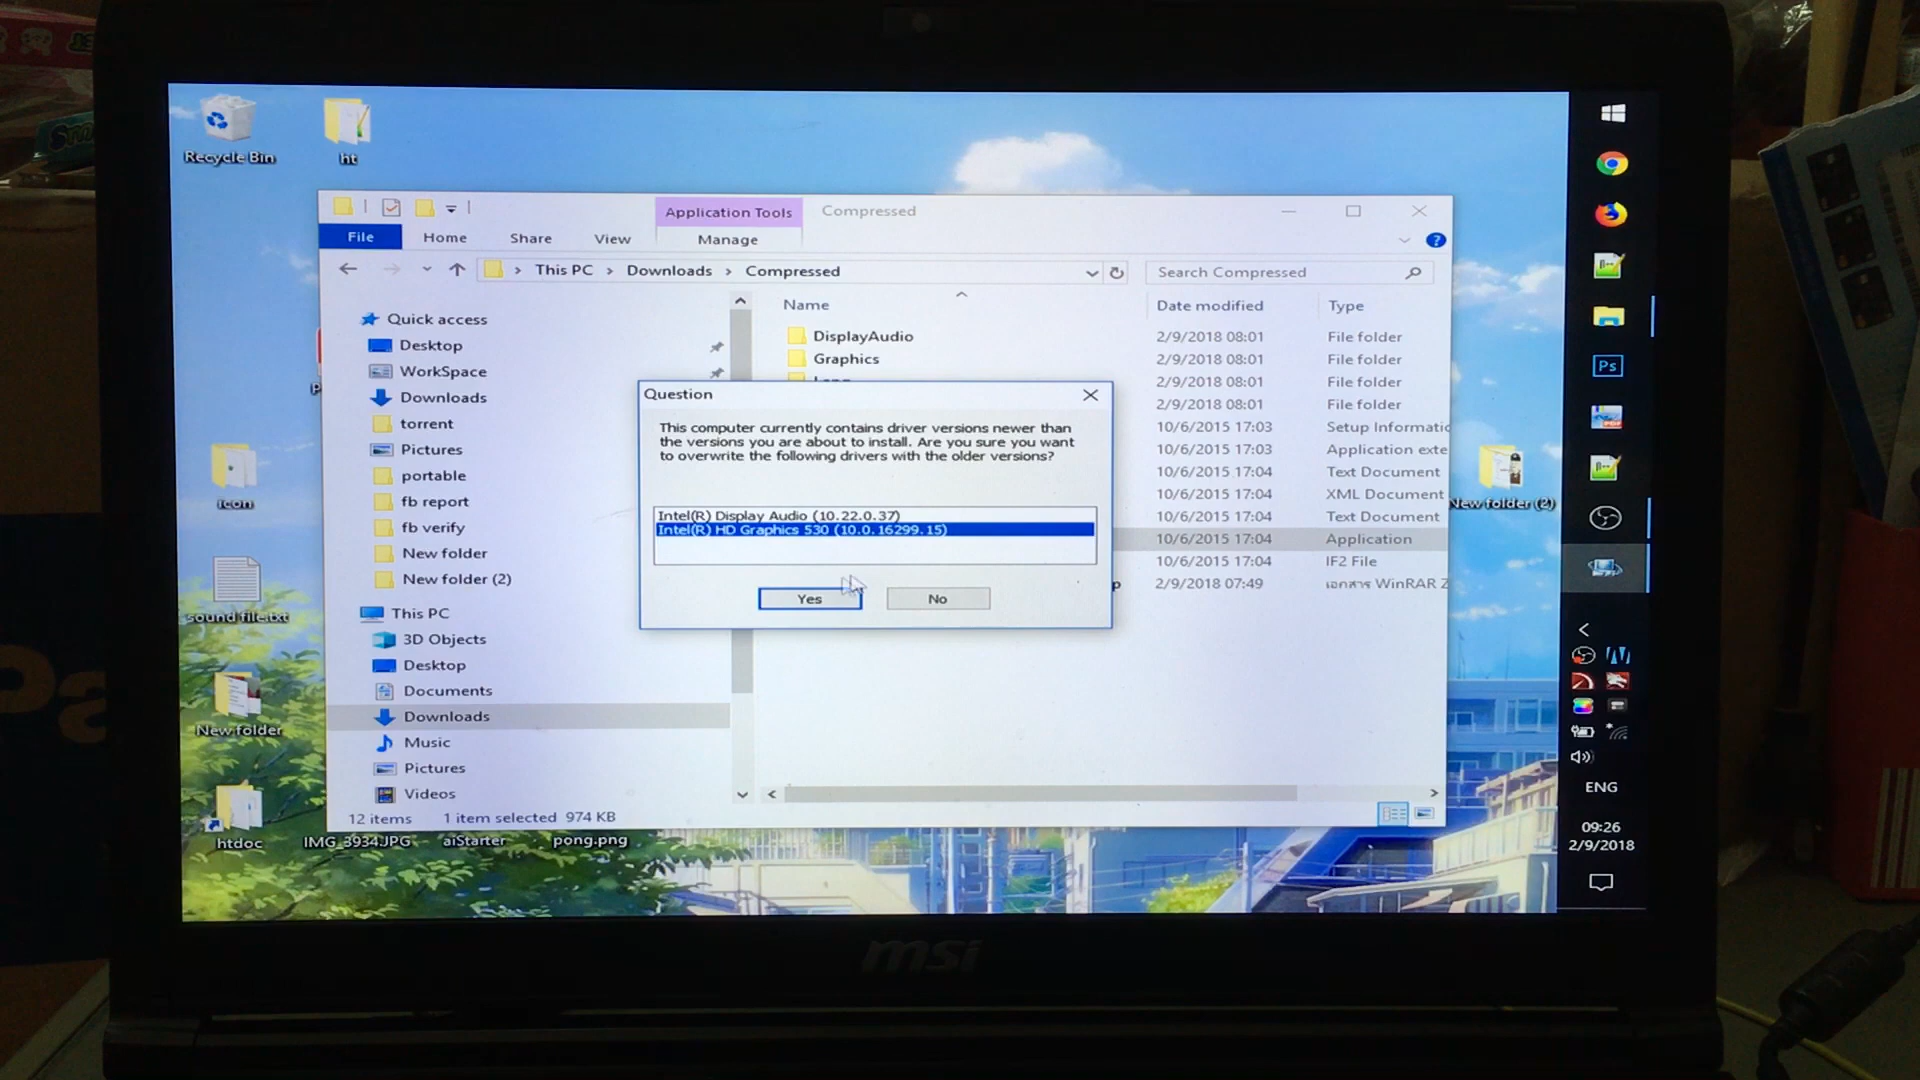 Recycle Bin
ht
Application Tools
Compressed
File
Home
Share
View
Manage
This PC
Downloads
Compressed
Search Compressed
Name
Date modified
Type
Quick access
Desktop
WorkSpace
Downloads
torrent
Pictures
portable
fb report
fb verify
New folder
New folder (2)
This PC
3D Objects
Desktop
Documents
Downloads
Music
Pictures
Videos
DisplayAudio 2/9/2018 08:01 File folder
Graphics 2/9/2018 08:01 File folder
2/9/2018 08:01 File folder
2/9/2018 08:01 File folder
10/6/2015 17:03 Setup Informatic
10/6/2015 17:03 Application exte
10/6/2015 17:04 Text Document
10/6/2015 17:04 XML Document
10/6/2015 17:04 Text Document
10/6/2015 17:04 Application
10/6/2015 17:04 IF2 File
p 2/9/2018 07:49 เอกสาร WinRAR Z
Question
This computer currently contains driver versions newer than
the versions you are about to install. Are you sure you want
to overwrite the following drivers with the older versions?
Intel(R) Display Audio (10.22.0.37)
Intel(R) HD Graphics 530 (10.0.16299.15)
Yes
No
12 items
1 item selected 974 KB
icon
sound file.txt
New folder
htdoc
IMG_3934.JPG
aiStarter
pong.png
New folder (2)
Ps
ENG
09:26
2/9/2018
msi